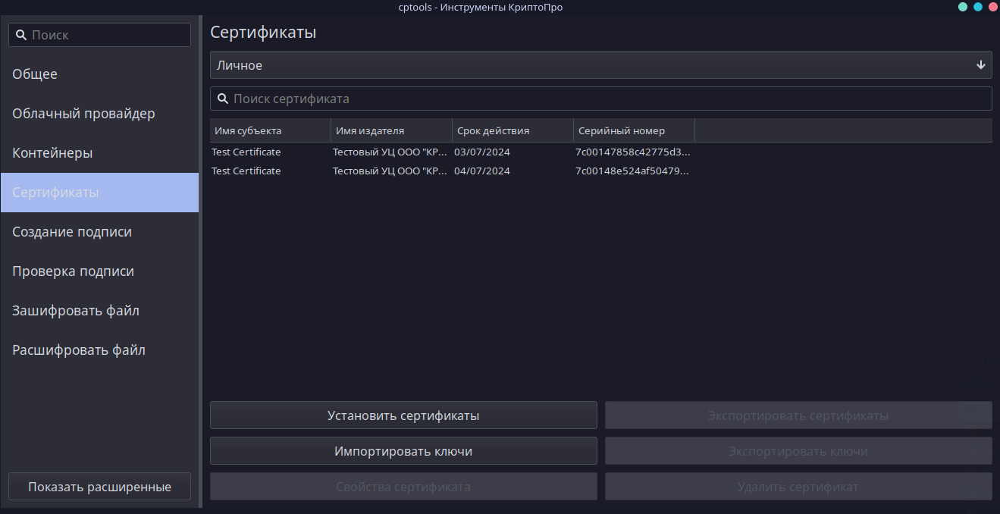 cptools - Инструменты КриптоПро
Поиск
Общее
Облачный провайдер
Контейнеры
Сертификаты
Создание подписи
Проверка подписи
Зашифровать файл
Расшифровать файл
Показать расширенные
Сертификаты
Личное
Поиск сертификата
Имя субъекта Имя издателя Срок действия Серийный номер
Test Certificate Тестовый УЦ ООО "КР... 03/07/2024 7c00147858c42775d3...
Test Certificate Тестовый УЦ ООО "КР... 04/07/2024 7c00148e524af50479...
Установить сертификаты Экспортировать сертификаты
Импортировать ключи Экспортировать ключи
Свойства сертификата Удалить сертификат